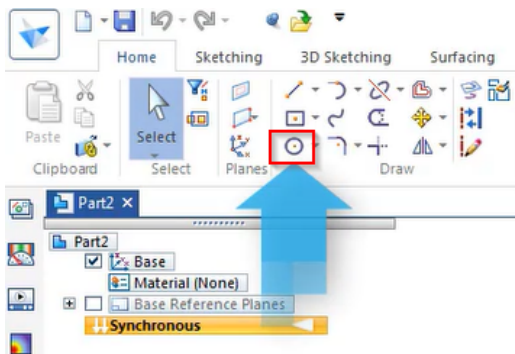 Home Sketching 3D Sketching Surfacing
Paste Select
Clipboard Select Planes Draw
Part2
Part2
Base
Material (None)
Base Reference Planes
Synchronous